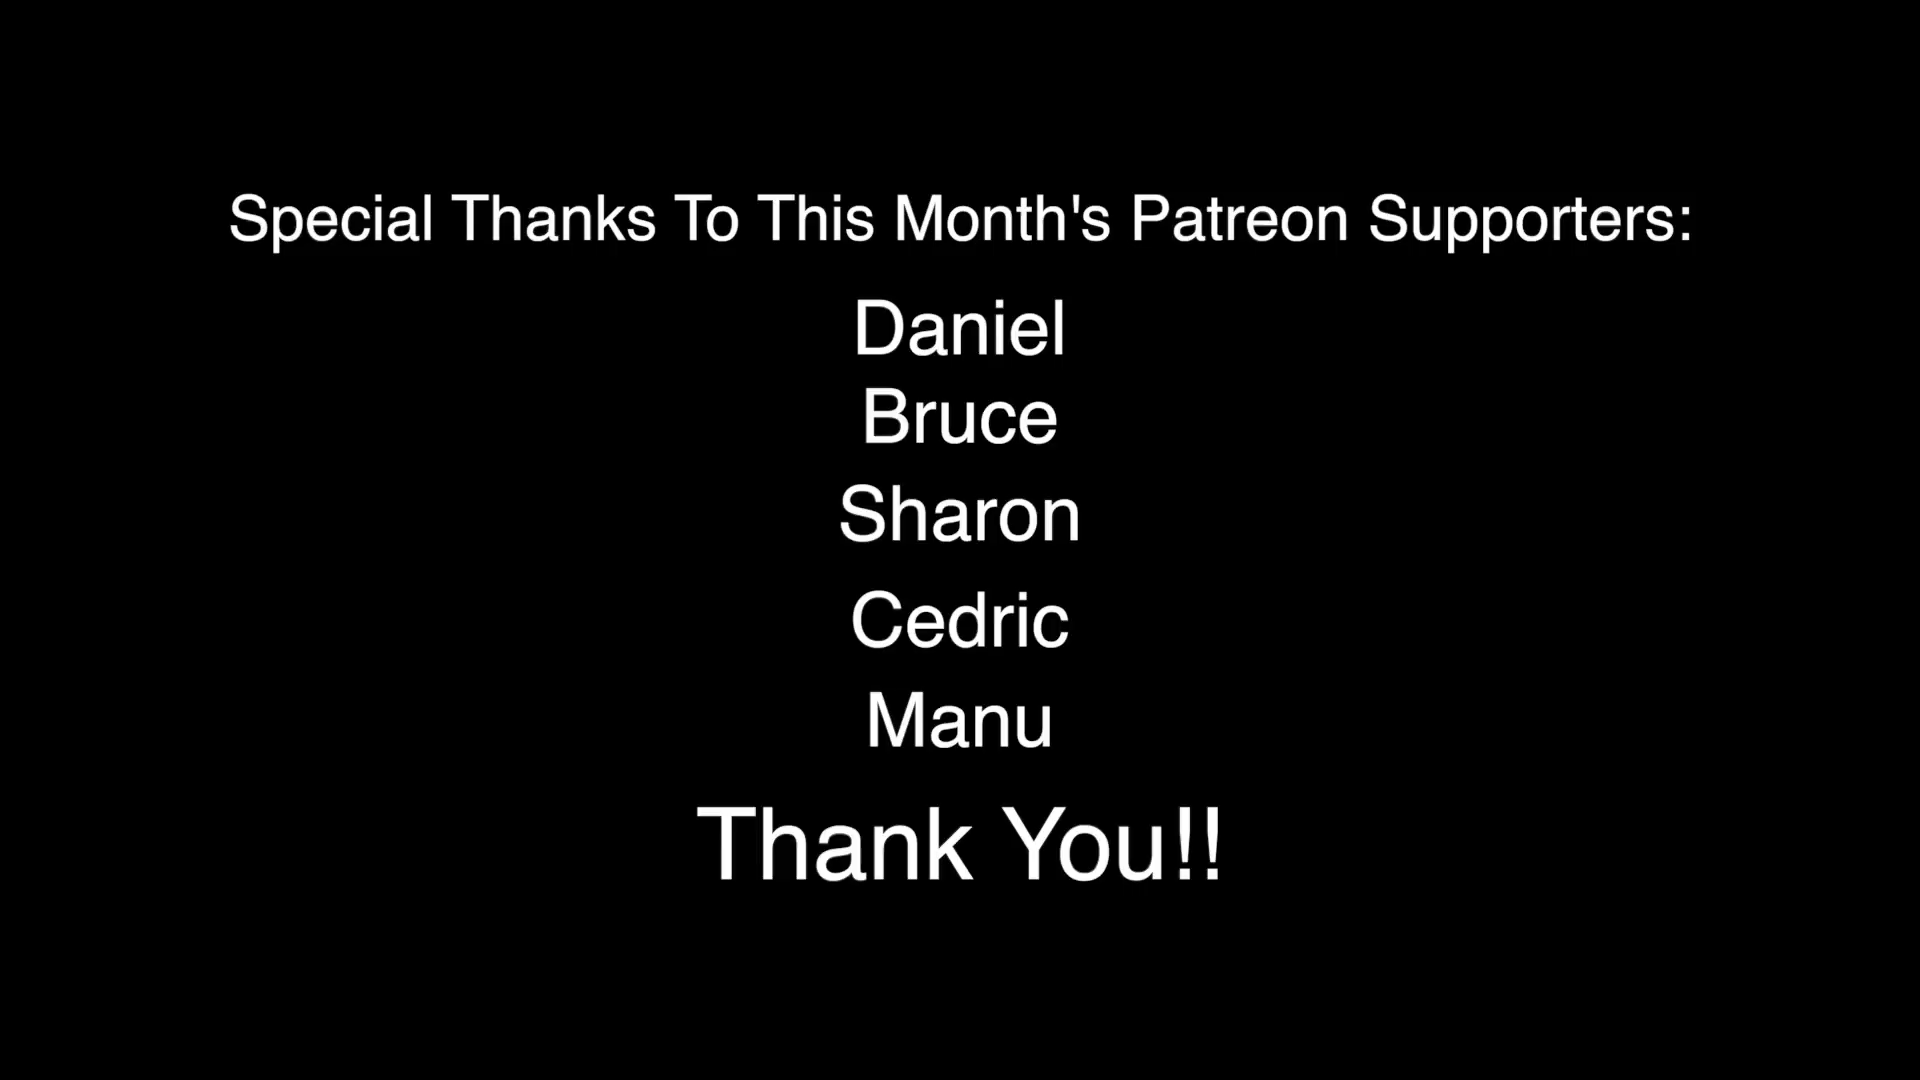 Special Thanks To This Month's Patreon Supporters:
Daniel
Bruce
Sharon
Cedric
Manu
Thank You!!